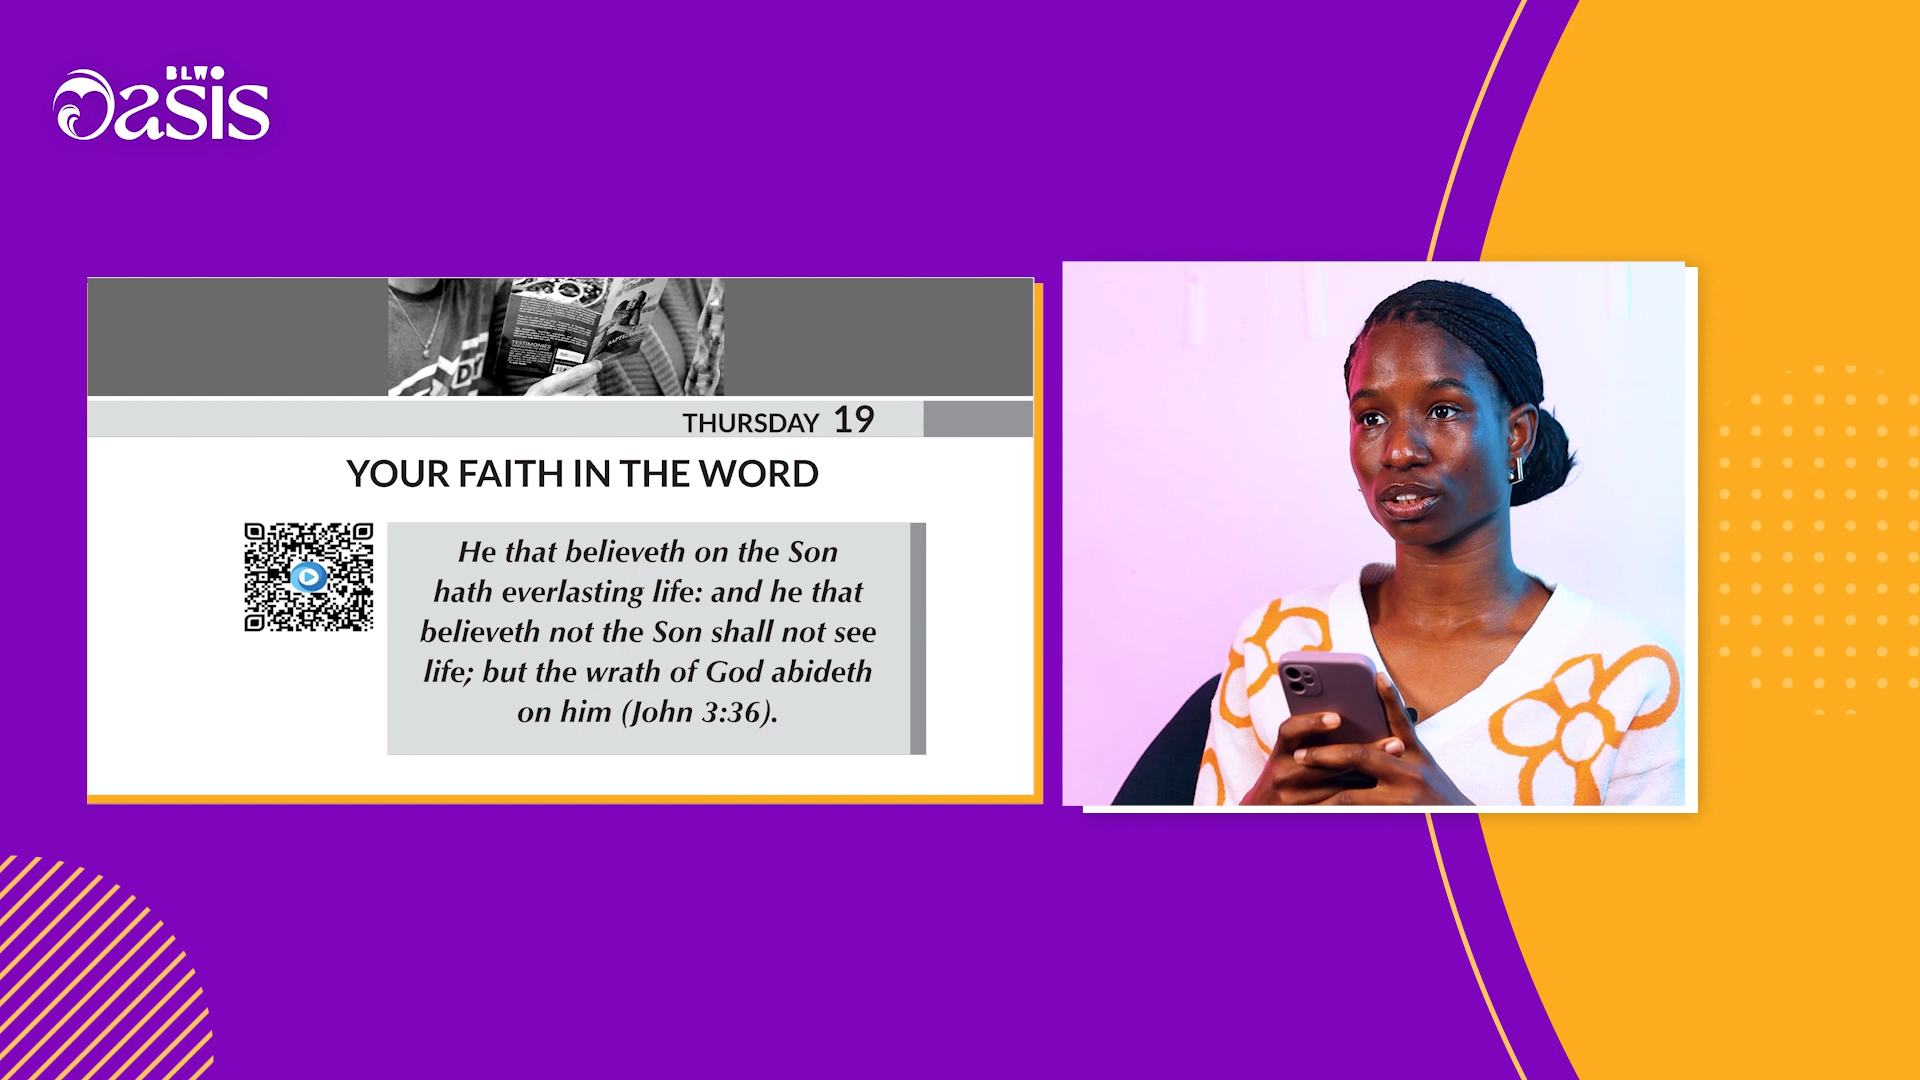 BLWO
Oasis
TESTIMONIES
THURSDAY 19
YOUR FAITH IN THE WORD
He that believeth on the Son
hath everlasting life: and he that
believeth not the Son shall not see
life; but the wrath of God abideth
on him (John 3:36).